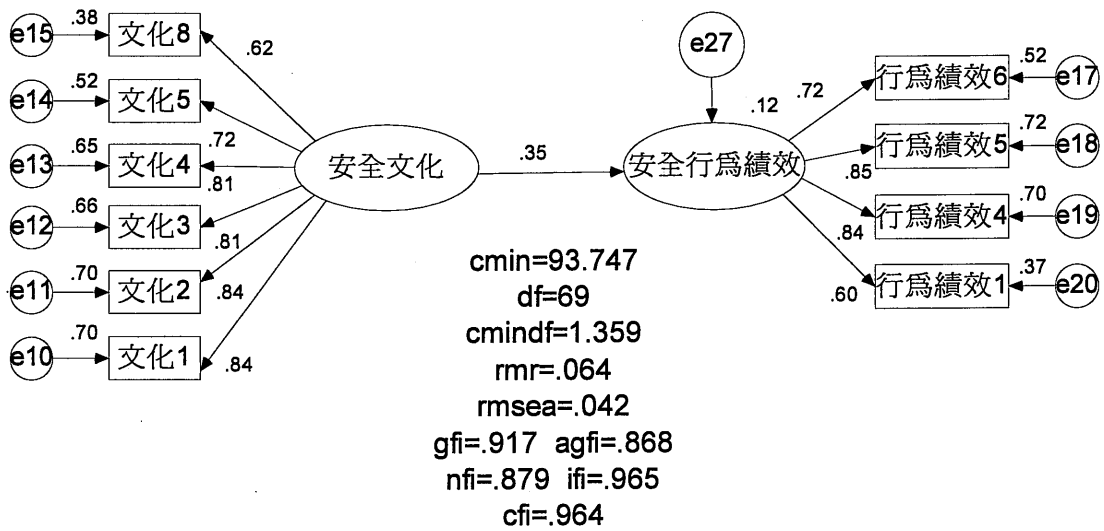 e15 .38 文化8 .62
e14 .52 文化5 .72
e13 .65 文化4 .81
e12 .66 文化3 .81
e11 .70 文化2 .84
e10 .70 文化1 .84
安全文化 .35
e27
.12
安全行爲績效
.72 行爲績效6 .52 e17
.85 行爲績效5 .72 e18
.84 行爲績效4 .70 e19
.60 行爲績效1 .37 e20
cmin=93.747
df=69
cmindf=1.359
rmr=.064
rmsea=.042
gfi=.917 agfi=.868
nfi=.879 ifi=.965
cfi=.964